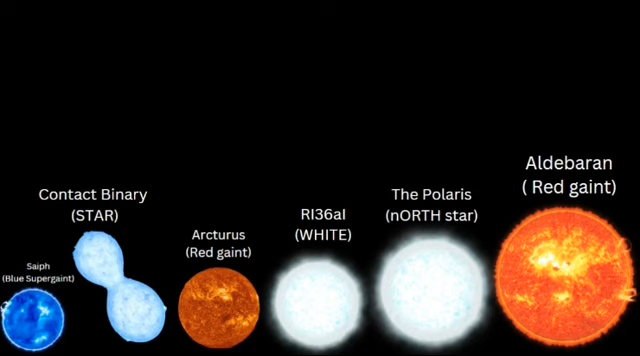 Saiph
(Blue Supergaint)
Contact Binary
(STAR)
Arcturus
(Red gaint)
RI36aI
(WHITE)
The Polaris
(nORTH star)
Aldebaran
( Red gaint)